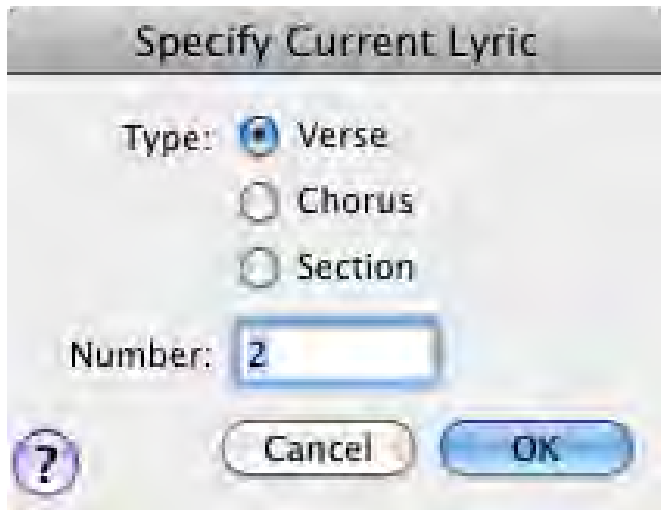 Specify Current Lyric
Type: Verse
Chorus
Section
Number: 2
? Cancel OK